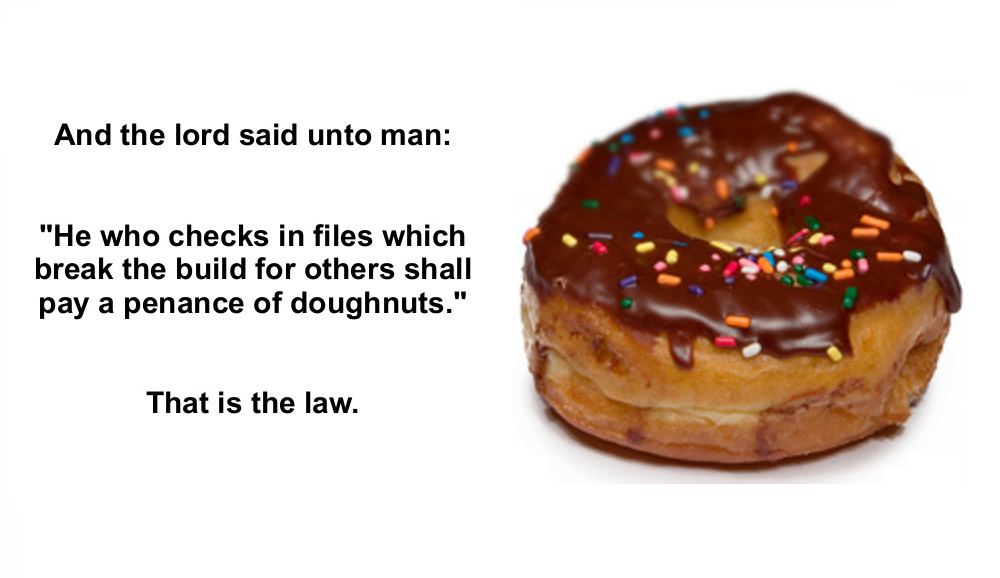 And the lord said unto man:
"He who checks in files which
break the build for others shall
pay a penance of doughnuts."
That is the law.